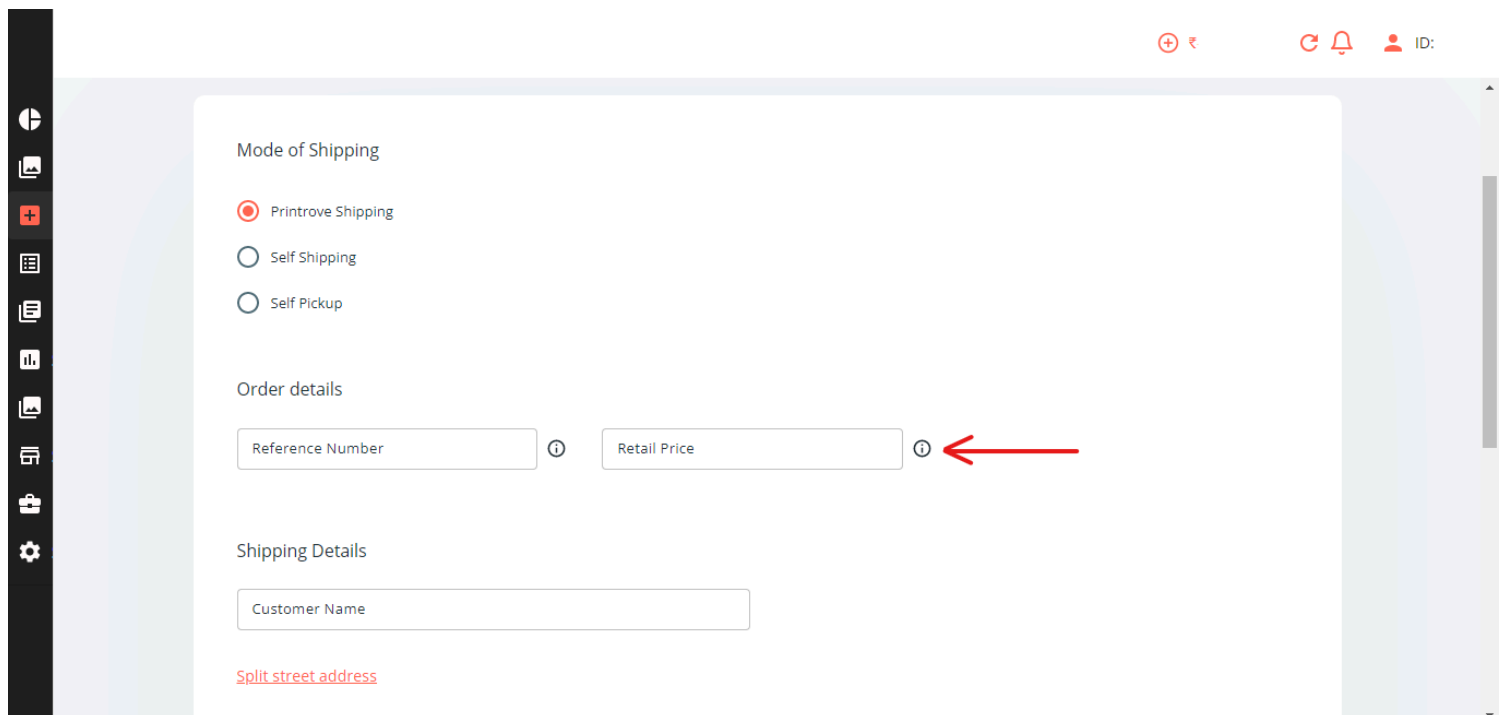 ₹ ID:
Mode of Shipping
Printrove Shipping
Self Shipping
Self Pickup
Order details
Reference Number Retail Price
Shipping Details
Customer Name
Split street address